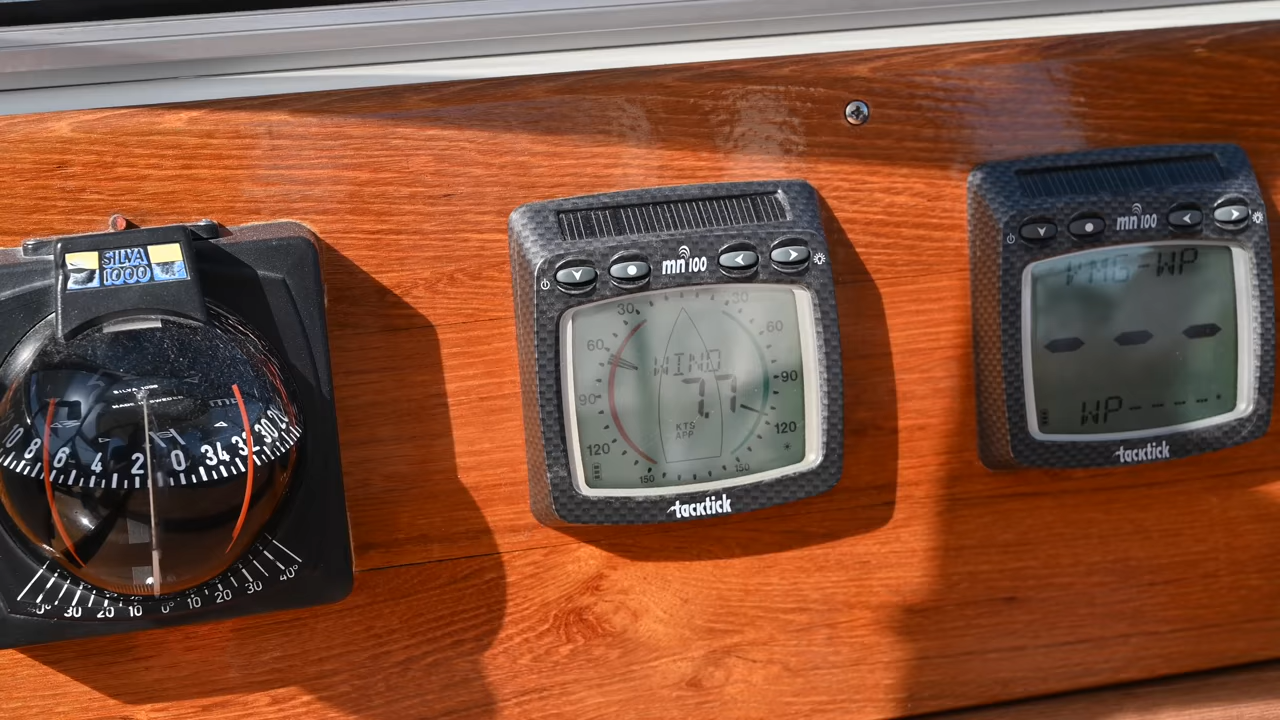 SILVA
1000
SILVA 1000
10 8 6 4 2 0 34 33 30
30 20 10 0° 10 20 30 40°
mn100
30 30
60 60
WIND
7.7
90 90
KTS
APP
120 120
150 150
tacktick
mn100
VMG-WP
---
WP-----.
tacktick